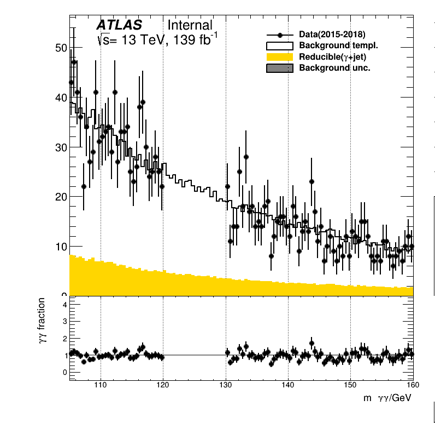 ATLAS Internal
√s= 13 TeV, 139 fb-1
Data(2015-2018)
Background templ.
Reducible(γ+jet)
Background unc.
50
40
30
20
10
0
γγ fraction
4
3
2
1
0
110 120 130 140 150 160
m γγ/GeV